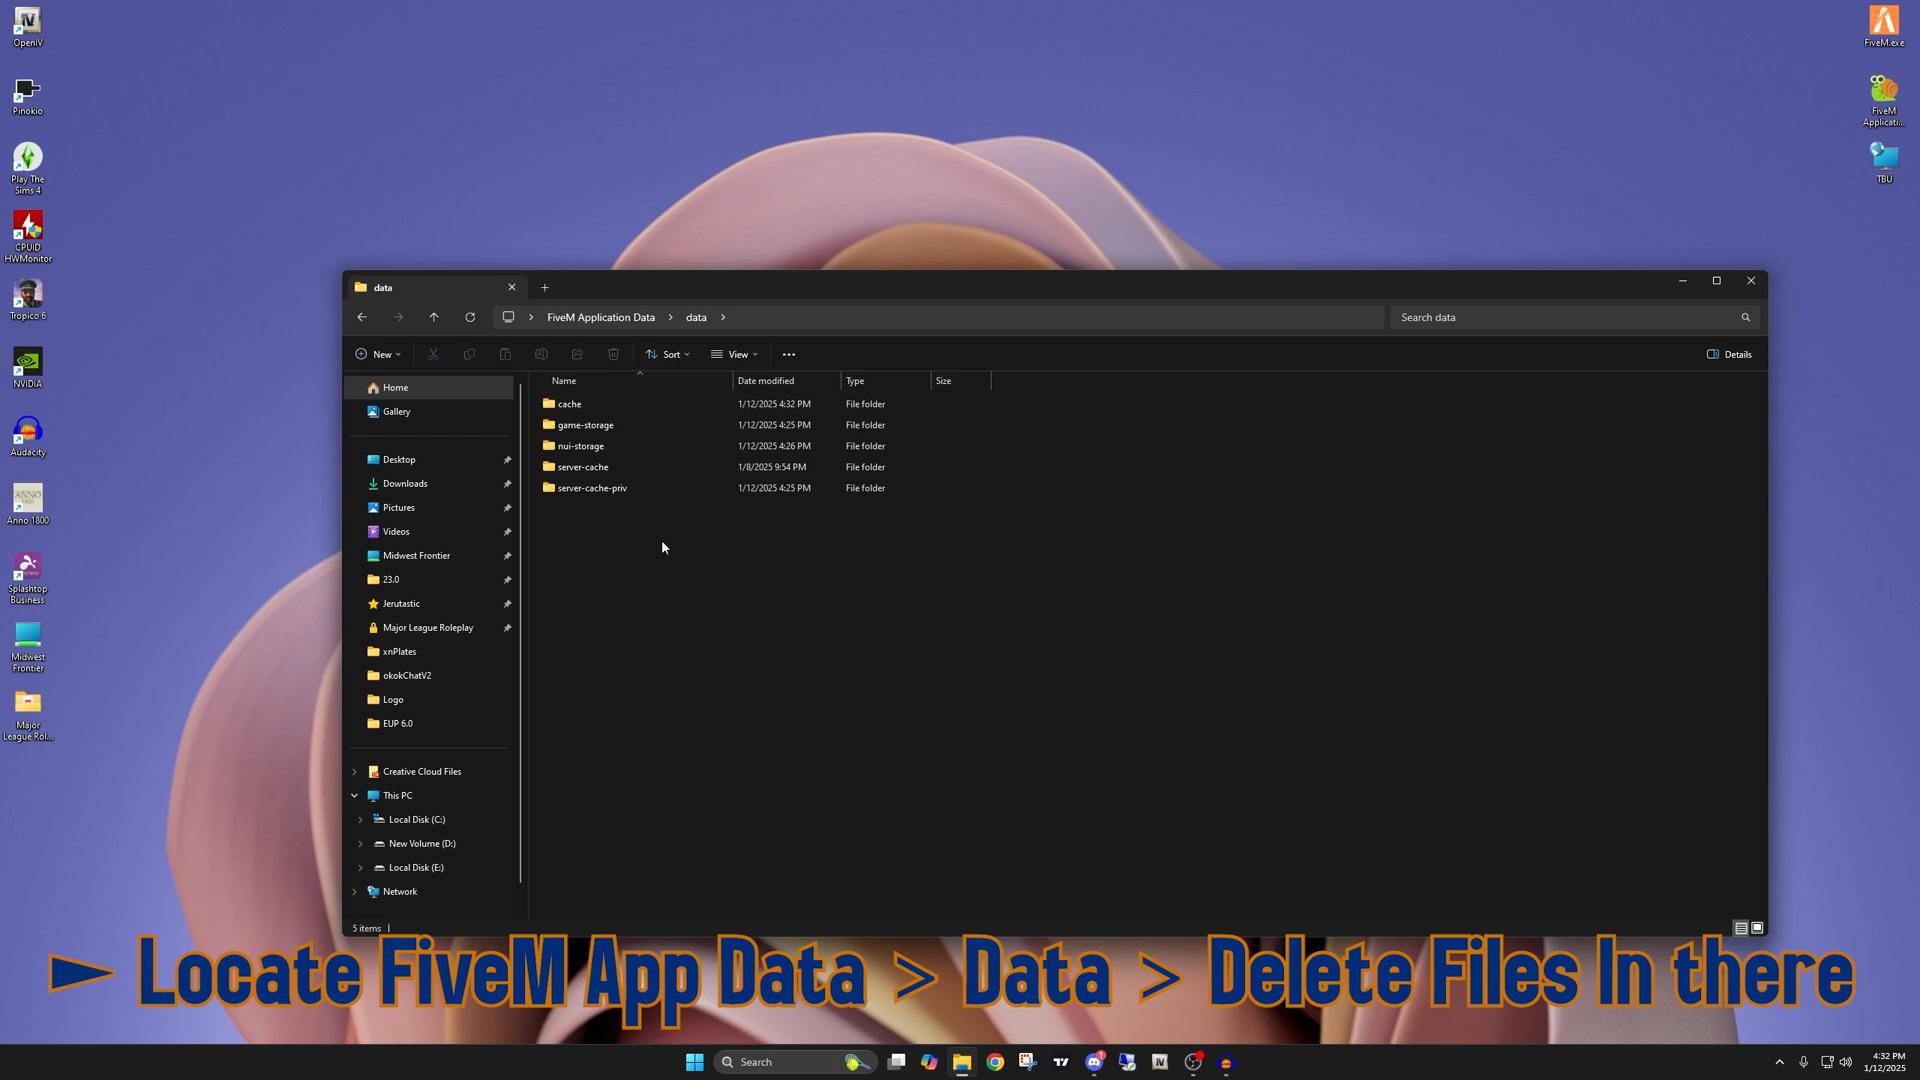 OpenIV
Pinokio
Play The
Sims 4
CPUID
HWMonitor
Tropico 6
NVIDIA
Audacity
ANNO
1800
Anno 1800
Splashtop
Business
Midwest
Frontier
Major
League Rol...
FiveM.exe
FiveM
Applicati...
TBU
data
FiveM Application Data
data
Search data
New
Sort
View
Details
Home
Gallery
Desktop
Downloads
Pictures
Videos
Midwest Frontier
23.0
Jerutastic
Major League Roleplay
xnPlates
okokChatV2
Logo
EUP 6.0
Creative Cloud Files
This PC
Local Disk (C:)
New Volume (D:)
Local Disk (E:)
Network
Name Date modified Type Size
cache 1/12/2025 4:32 PM File folder
game-storage 1/12/2025 4:25 PM File folder
nui-storage 1/12/2025 4:26 PM File folder
server-cache 1/8/2025 9:54 PM File folder
server-cache-priv 1/12/2025 4:25 PM File folder
5 items
► Locate FiveM App Data > Data > Delete Files In there
Search
4:32 PM
1/12/2025